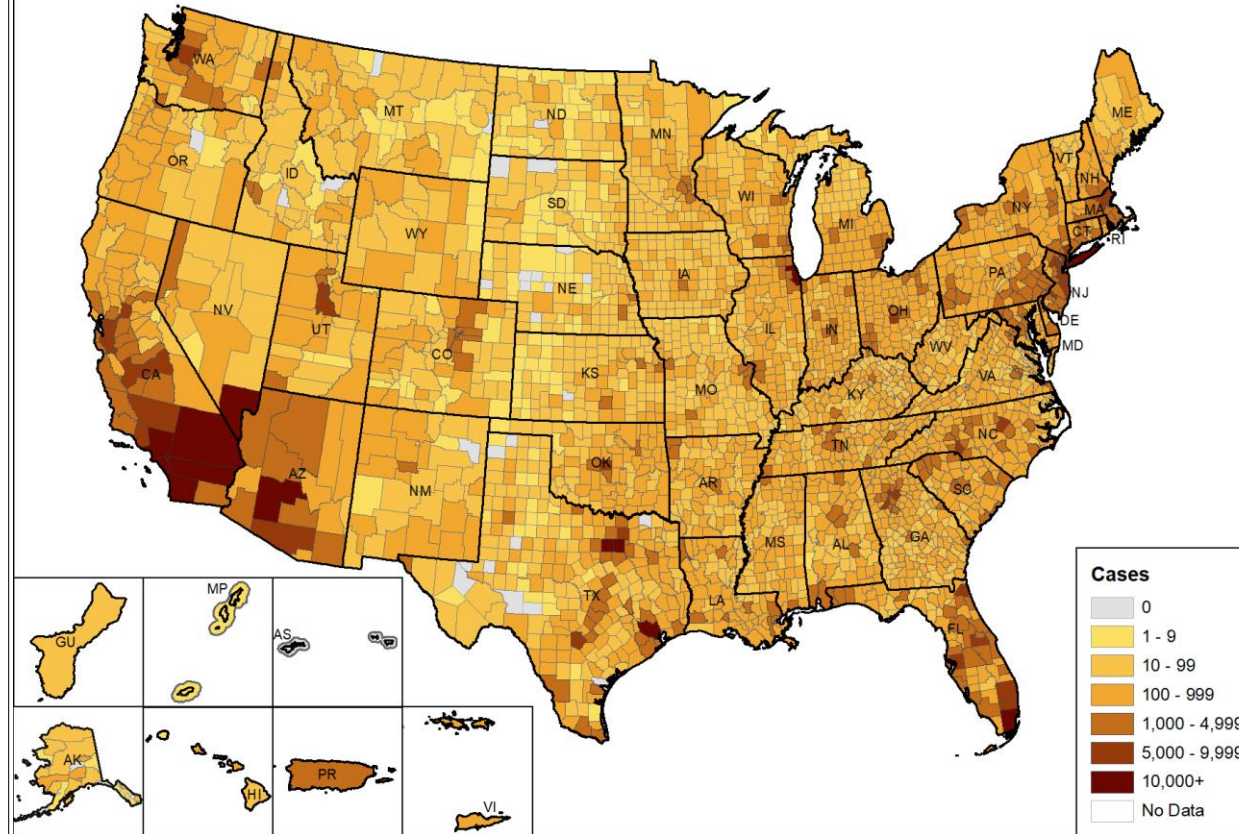 WA
MT
ND
MN
ME
OR
ID
SD
WI
VT
NH
NY
MA
WY
MI
CT
RI
IA
PA
NE
NJ
NV
UT
IL
IN
OH
DE
CO
WV
MD
CA
KS
MO
VA
KY
NC
TN
OK
AZ
NM
AR
SC
MS
AL
GA
TX
LA
FL
MP
AS
GU
AK
HI
PR
VI
Cases
0
1 - 9
10 - 99
100 - 999
1,000 - 4,999
5,000 - 9,999
10,000+
No Data